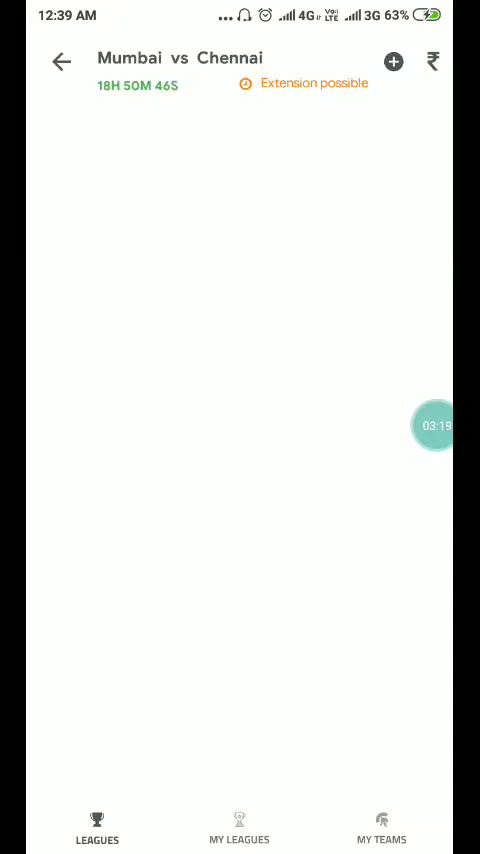 12:39 AM ... 4G VoI) LTE 3G 63%
Mumbai vs Chennai ₹
18H 50M 46S Extension possible
03:19
LEAGUES MY LEAGUES MY TEAMS